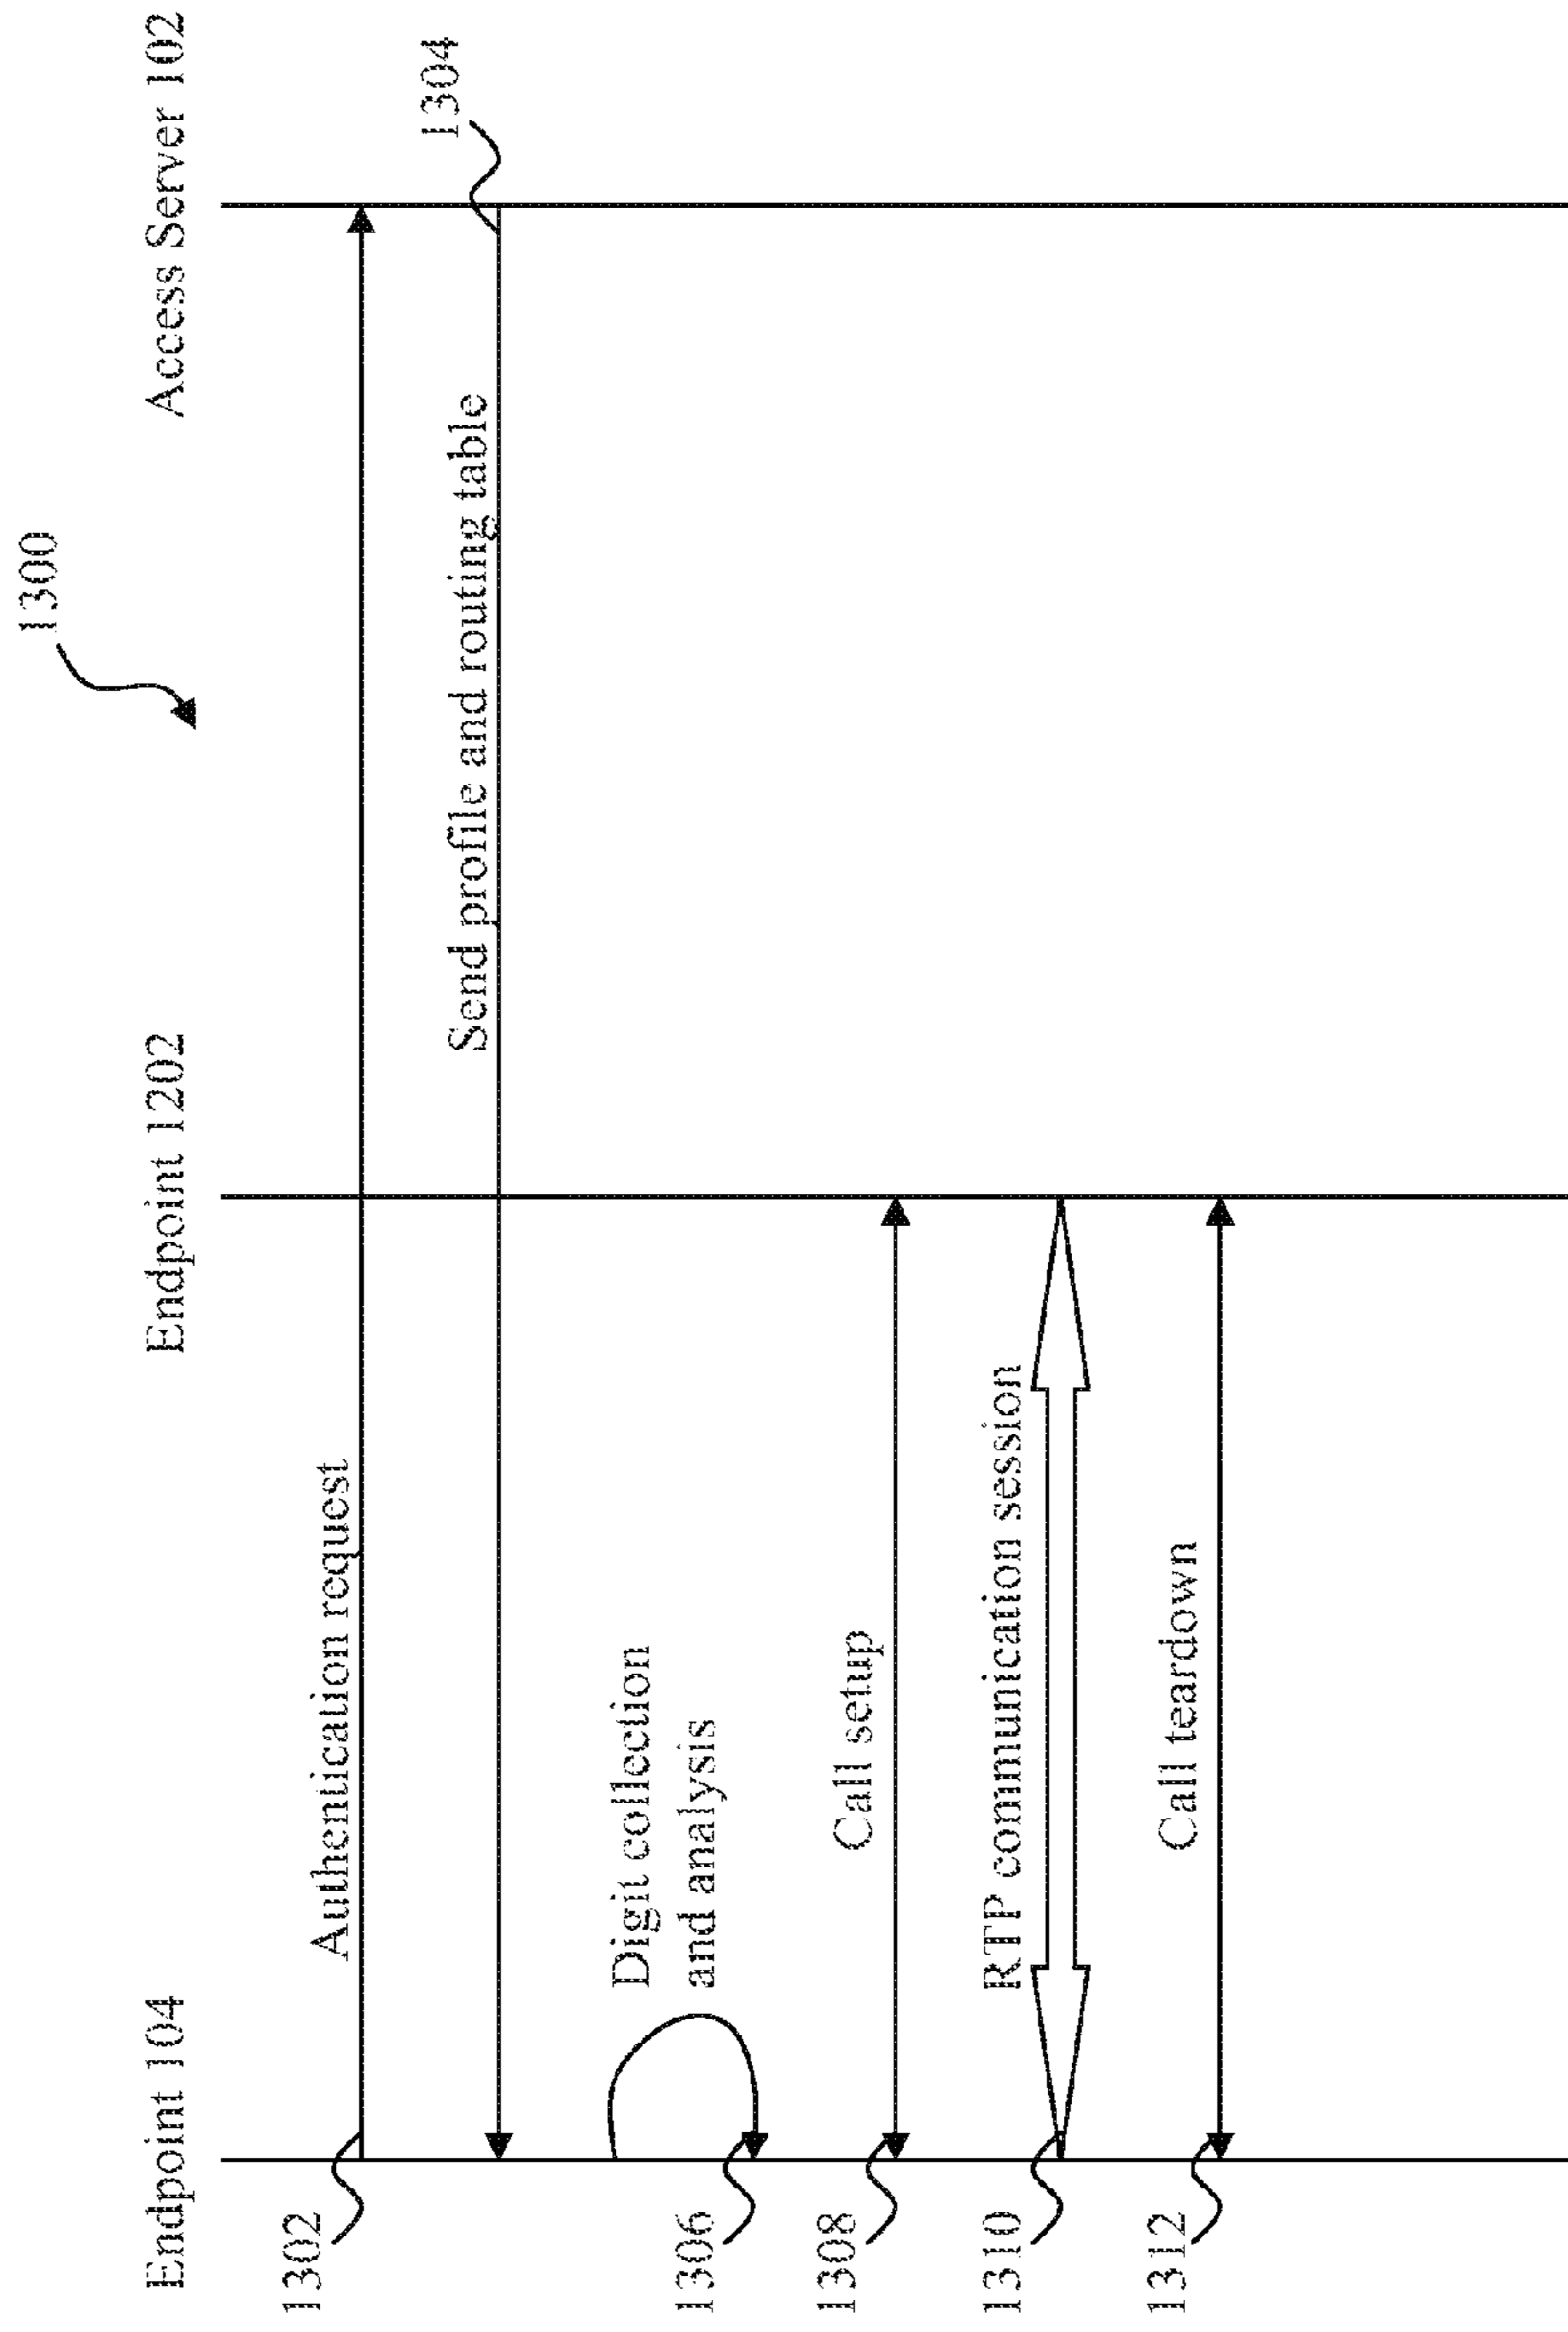 1300
Endpoint 104
Endpoint 1202
Access Server 102
1302
Authentication request
Send profile and routing table
1304
Digit collection
and analysis
1306
Call setup
1308
RTP communication session
1310
Call teardown
1312